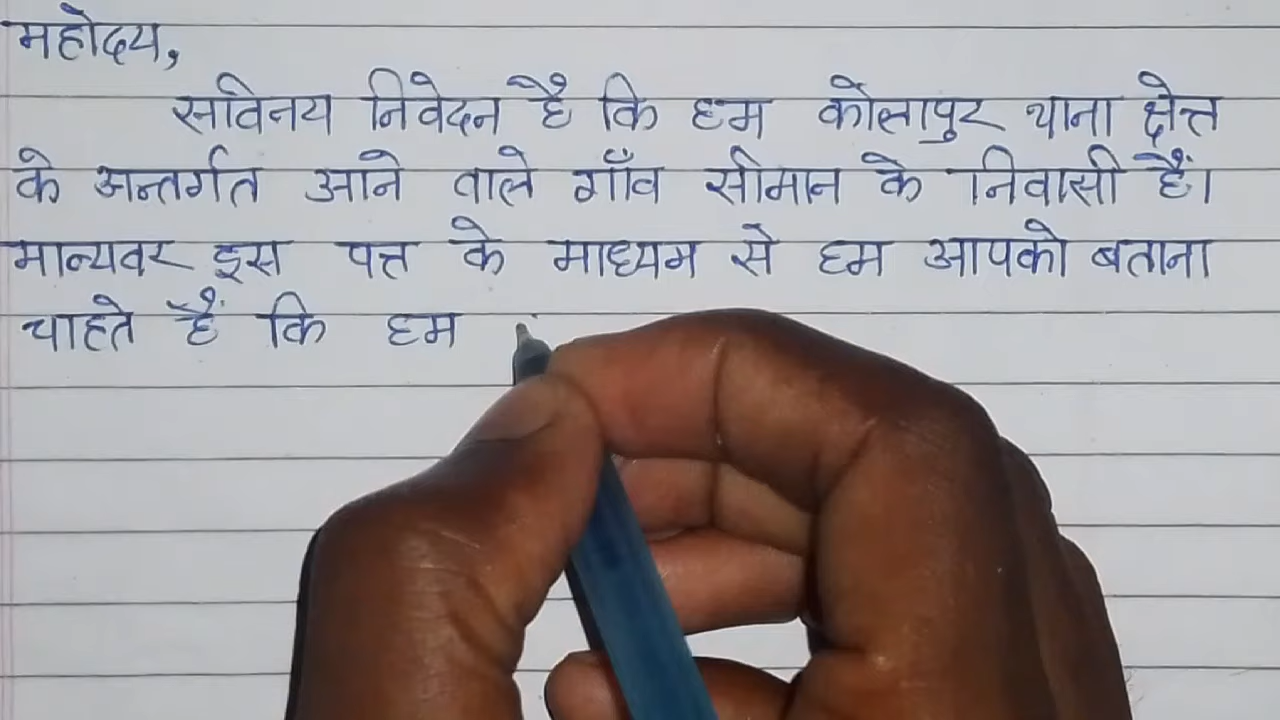 महोदय,
सविनय निवेदन है कि हम कोलापुर थाना क्षेत्र
के अन्तर्गत आने वाले गाँव सीमान के निवासी हैं।
मान्यवर इस पत्र के माध्यम से हम आपको बताना
चाहते हैं कि हम